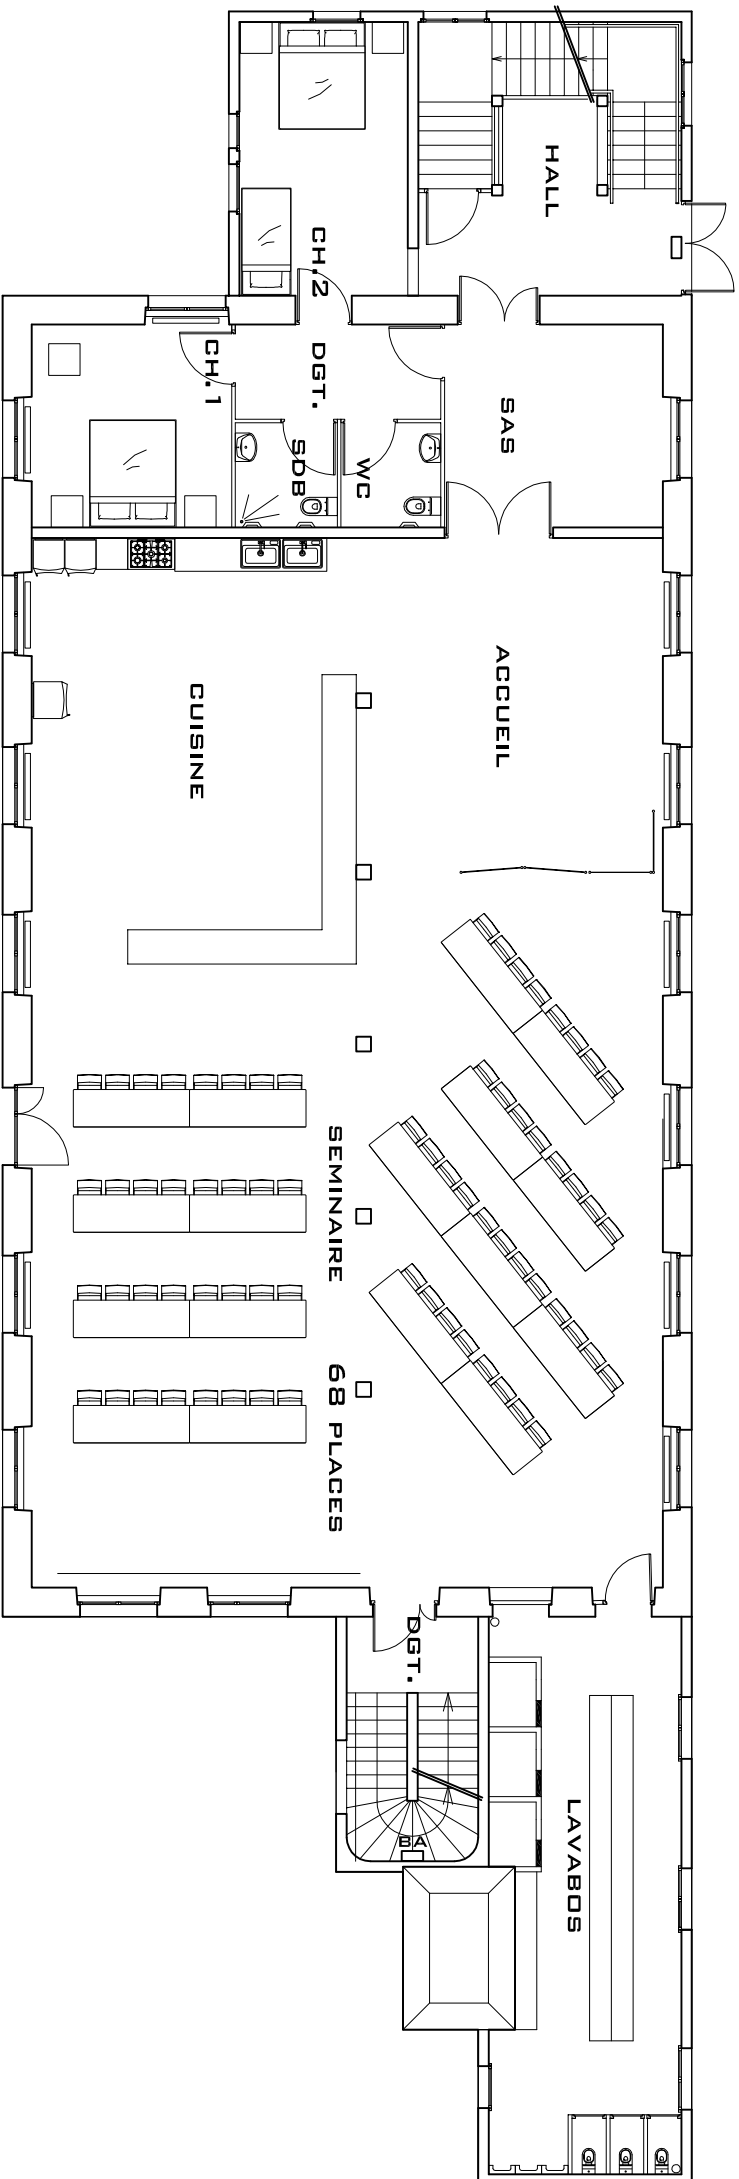 HALL
CH.2
CH.1
DGT.
SAS
SDB
WC
ACCUEIL
CUISINE
SEMINAIRE 68 PLACES
DGT.
BA
LAVABOS